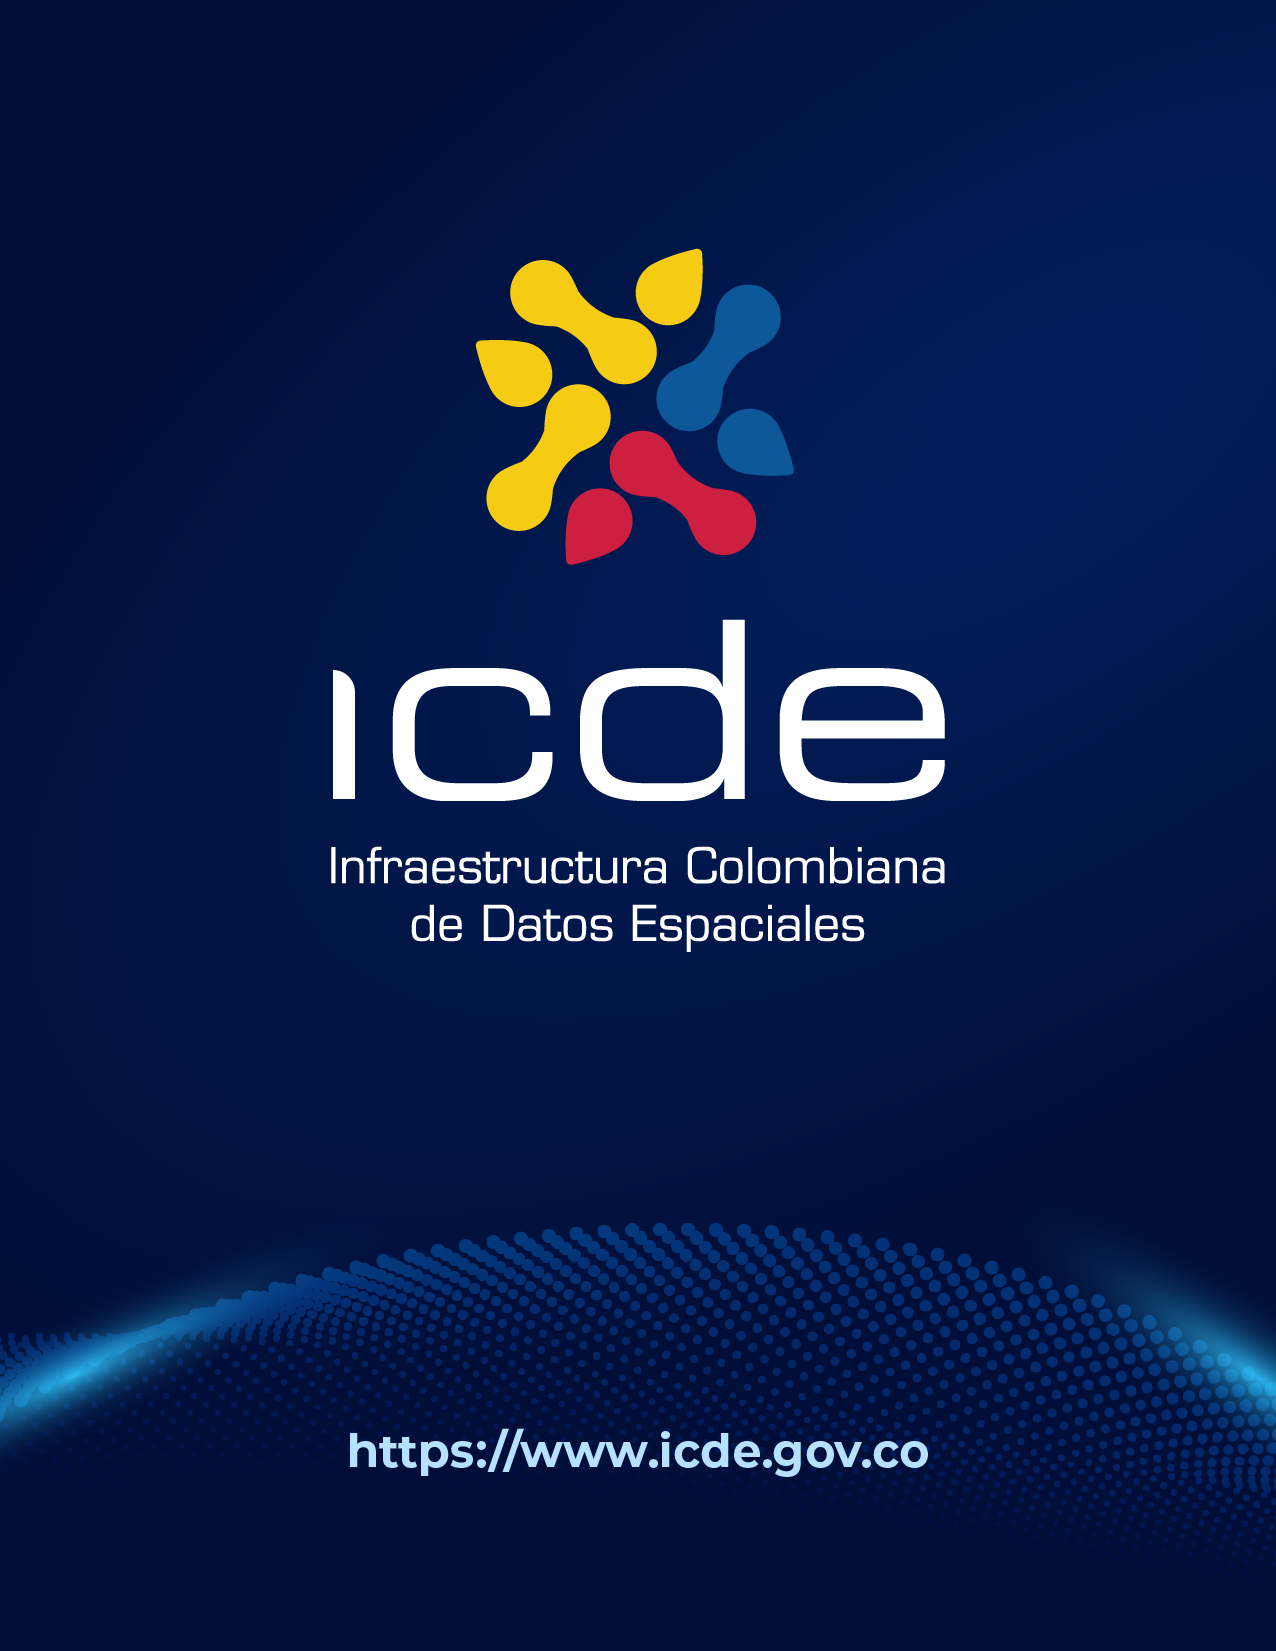 icde
Infraestructura Colombiana
de Datos Espaciales
https://www.icde.gov.co